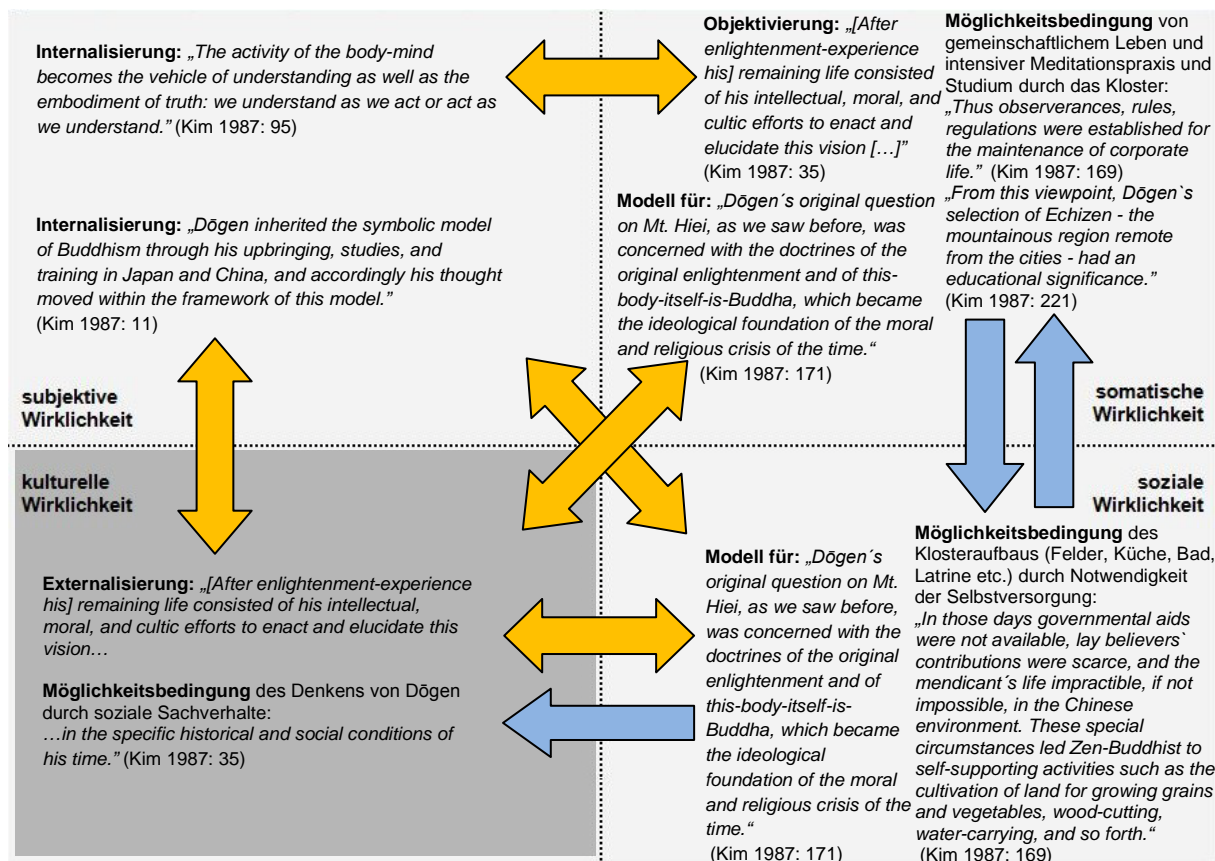 Internalisierung: „The activity of the body-mind
becomes the vehicle of understanding as well as the
embodiment of truth: we understand as we act or act as
we understand.” (Kim 1987: 95)
Internalisierung: „Dōgen inherited the symbolic model
of Buddhism through his upbringing, studies, and
training in Japan and China, and accordingly his thought
moved within the framework of this model.”
(Kim 1987: 11)
subjektive
Wirklichkeit
Objektivierung: „[After
enlightenment-experience
his] remaining life consisted
of his intellectual, moral, and
cultic efforts to enact and
elucidate this vision […]”
(Kim 1987: 35)
Modell für: „Dōgen´s original question
on Mt. Hiei, as we saw before, was
concerned with the doctrines of the
original enlightenment and of this-
body-itself-is-Buddha, which became
the ideological foundation of the moral
and religious crisis of the time.“
(Kim 1987: 171)
Möglichkeitsbedingung von
gemeinschaftlichem Leben und
intensiver Meditationspraxis und
Studium durch das Kloster:
„Thus observerances, rules,
regulations were established for
the maintenance of corporate
life.” (Kim 1987: 169)
„From this viewpoint, Dōgen`s
selection of Echizen - the
mountainous region remote
from the cities - had an
educational significance.”
(Kim 1987: 221)
somatische
Wirklichkeit
kulturelle
Wirklichkeit
Externalisierung: „[After enlightenment-experience
his] remaining life consisted of his intellectual,
moral, and cultic efforts to enact and elucidate this
vision…
Möglichkeitsbedingung des Denkens von Dōgen
durch soziale Sachverhalte:
…in the specific historical and social conditions of
his time.” (Kim 1987: 35)
Modell für: „Dōgen´s
original question on Mt.
Hiei, as we saw before,
was concerned with the
doctrines of the original
enlightenment and of
this-body-itself-is-
Buddha, which became
the ideological
foundation of the moral
and religious crisis of the
time.“
(Kim 1987: 171)
soziale
Wirklichkeit
Möglichkeitsbedingung des
Klosteraufbaus (Felder, Küche, Bad,
Latrine etc.) durch Notwendigkeit
der Selbstversorgung:
„In those days governmental aids
were not available, lay believers`
contributions were scarce, and the
mendicant´s life impractible, if not
impossible, in the Chinese
environment. These special
circumstances led Zen-Buddhist to
self-supporting activities such as the
cultivation of land for growing grains
and vegetables, wood-cutting,
water-carrying, and so forth.“
(Kim 1987: 169)